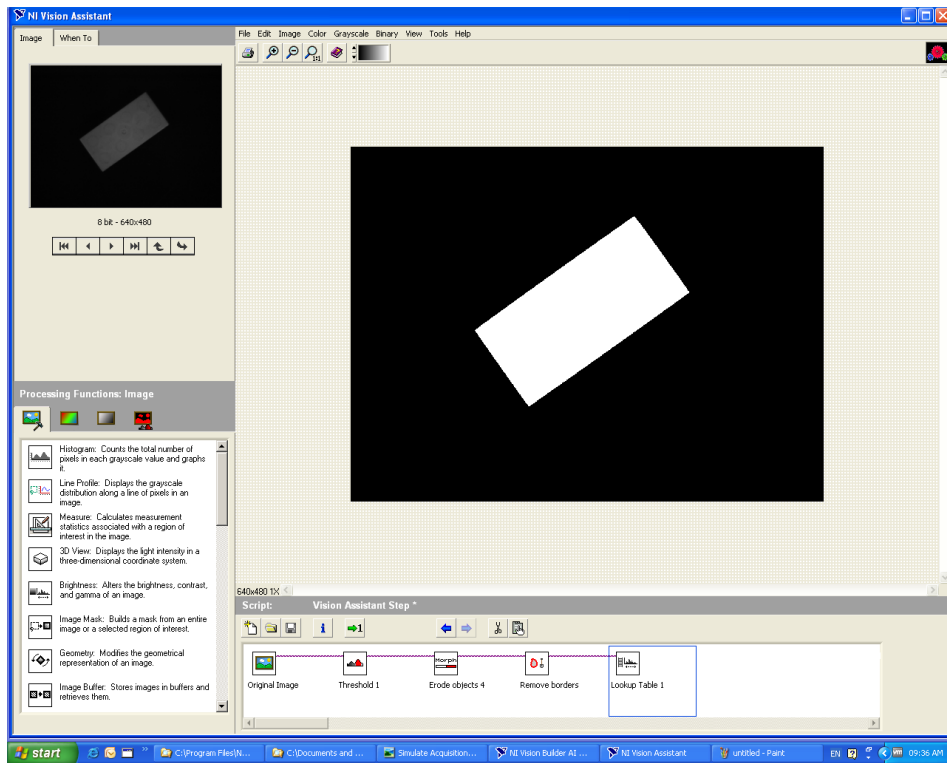 NI Vision Assistant
Image
When To
File Edit Image Color Grayscale Binary View Tools Help
1:1
8 bit - 640x480
Processing Functions: Image
Histogram: Counts the total number of
pixels in each grayscale value and graphs
it.
Line Profile: Displays the grayscale
distribution along a line of pixels in an
image.
Measure: Calculates measurement
statistics associated with a region of
interest in the image.
3D View: Displays the light intensity in a
three-dimensional coordinate system.
Brightness: Alters the brightness, contrast,
and gamma of an image.
Image Mask: Builds a mask from an entire
image or a selected region of interest.
Geometry: Modifies the geometrical
representation of an image.
Image Buffer: Stores images in buffers and
retrieves them.
640x480 1X
Script: Vision Assistant Step *
1
Morph
Original Image
Threshold 1
Erode objects 4
Remove borders
Lookup Table 1
start
C:\Program Files\N...
C:\Documents and ...
Simulate Acquisition...
NI Vision Builder AI ...
NI Vision Assistant
untitled - Paint
EN
09:36 AM